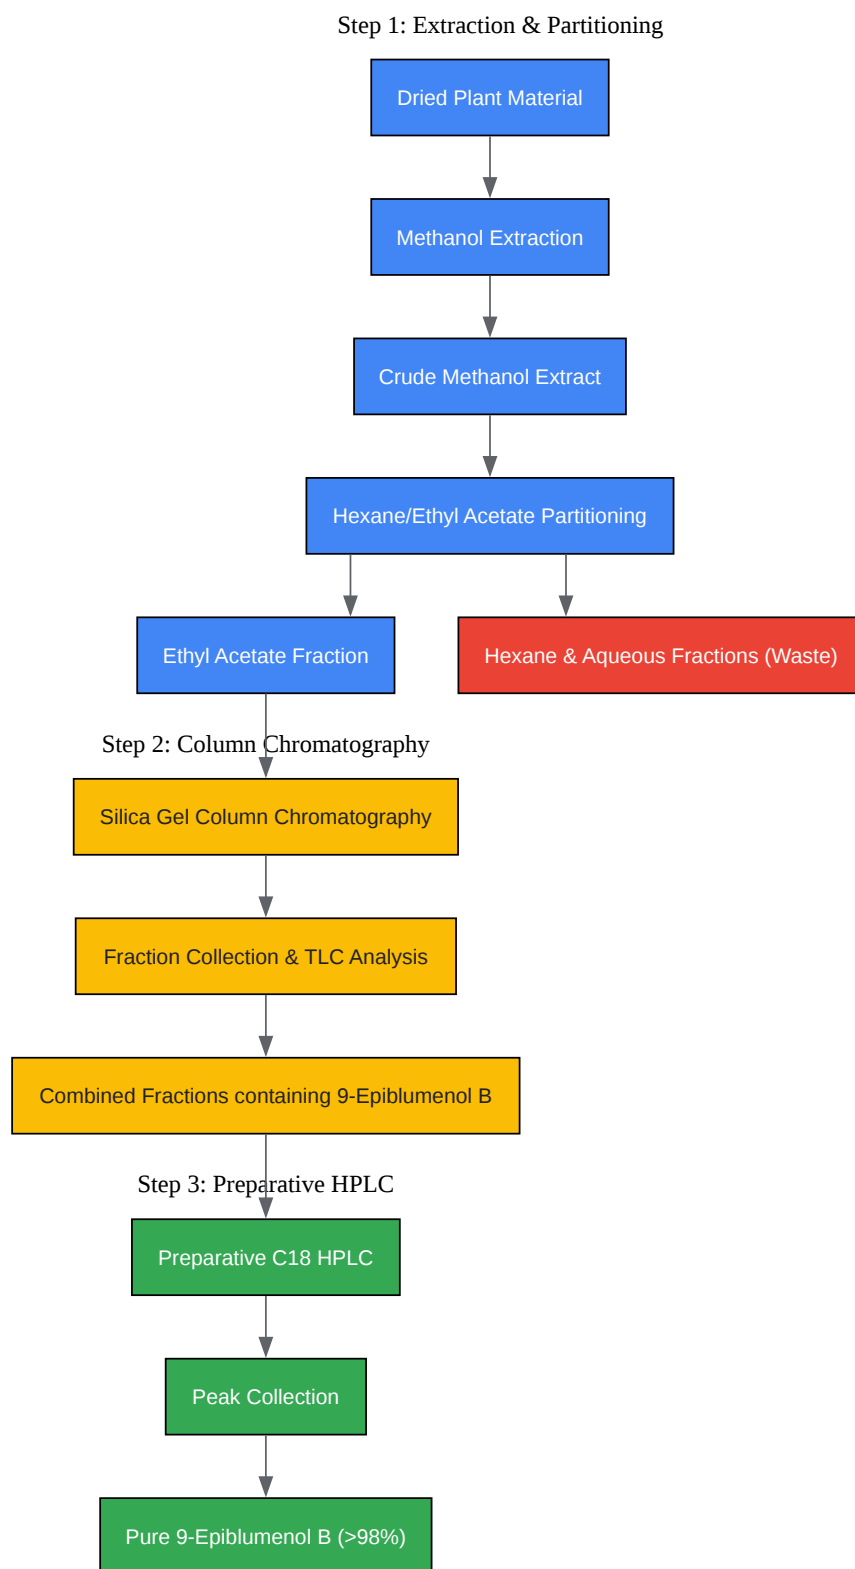 Step 1: Extraction & Partitioning
Dried Plant Material
Methanol Extraction
Crude Methanol Extract
Hexane/Ethyl Acetate Partitioning
Ethyl Acetate Fraction
Hexane & Aqueous Fractions (Waste)
Step 2: Column Chromatography
Silica Gel Column Chromatography
Fraction Collection & TLC Analysis
Combined Fractions containing 9-Epiblumenol B
Step 3: Preparative HPLC
Preparative C18 HPLC
Peak Collection
Pure 9-Epiblumenol B (>98%)